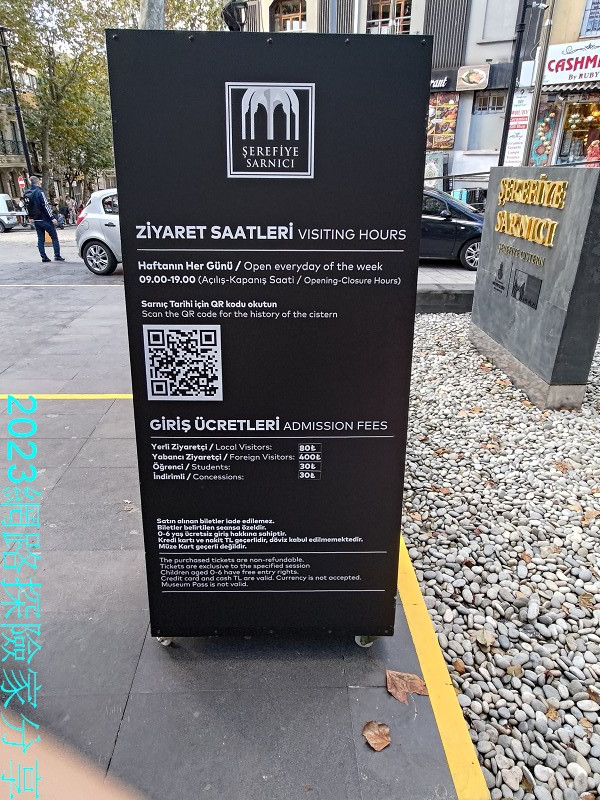 ŞEREFİYE
SARNICI
ZİYARET SAATLERİ VISITING HOURS
Haftanın Her Günü / Open everyday of the week
09.00-19.00 (Açılış-Kapanış Saati / Opening-Closure Hours)
Sarnıç Tarihi için QR kodu okutun
Scan the QR code for the history of the cistern
GİRİŞ ÜCRETLERİ ADMISSION FEES
Yerli Ziyaretçi / Local Visitors: 80₺
Yabancı Ziyaretçi / Foreign Visitors: 400₺
Öğrenci / Students: 30₺
İndirimli / Concessions: 30₺
Satın alınan biletler iade edilemez.
Biletler belirtilen seansa özeldir.
0-6 yaş ücretsiz giriş hakkına sahiptir.
Kredi kartı ve nakit TL geçerlidir, döviz kabul edilmemektedir.
Müze Kart geçerli değildir.
The purchased tickets are non-refundable.
Tickets are exclusive to the specified session
Children aged 0-6 have free entry rights.
Credit card and cash TL are valid. Currency is not accepted.
Museum Pass is not valid.
ŞEREFİYE
SARNICI
ŞEREFİYE CISTERN
CASHME
By RUBY
2023網路探險家分享